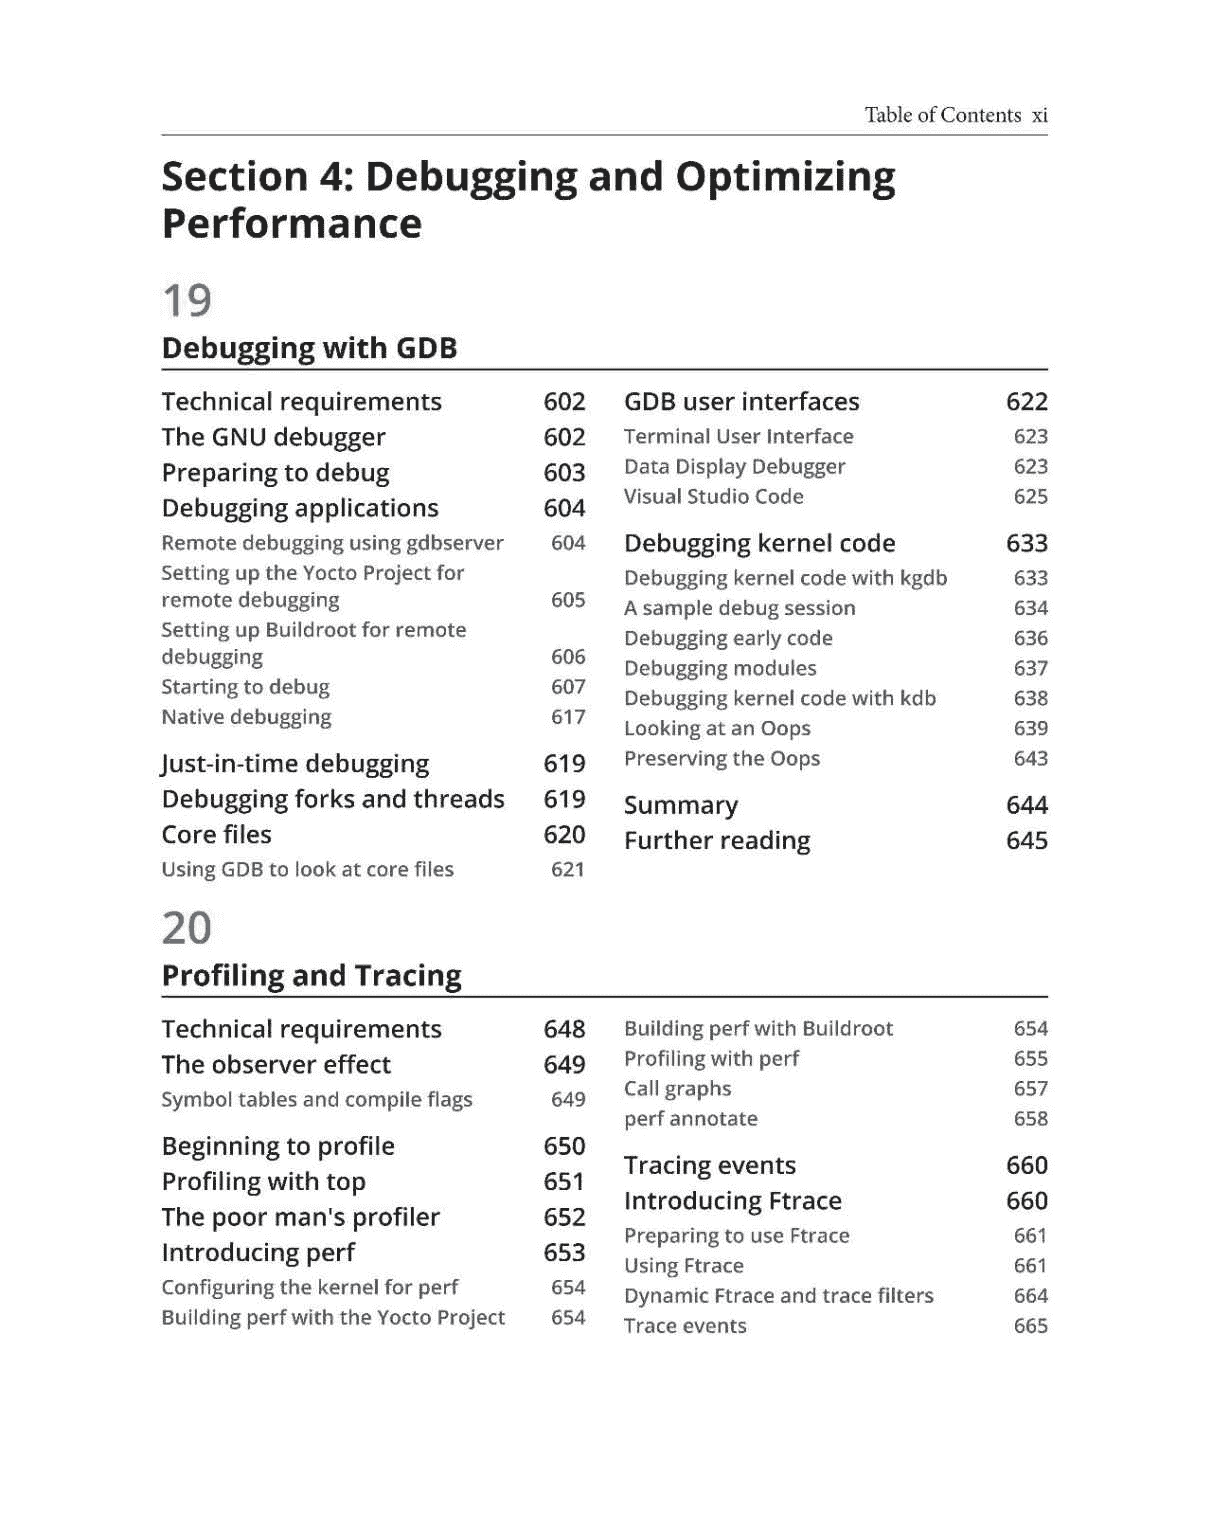 Table of Contents xi
Section 4: Debugging and Optimizing
Performance
19
Debugging with GDB
Technical requirements 602
The GNU debugger 602
Preparing to debug 603
Debugging applications 604
Remote debugging using gdbserver 604
Setting up the Yocto Project for
remote debugging 605
Setting up Buildroot for remote
debugging 606
Starting to debug 607
Native debugging 617
Just-in-time debugging 619
Debugging forks and threads 619
Core files 620
Using GDB to look at core files 621
GDB user interfaces 622
Terminal User Interface 623
Data Display Debugger 623
Visual Studio Code 625
Debugging kernel code 633
Debugging kernel code with kgdb 633
A sample debug session 634
Debugging early code 636
Debugging modules 637
Debugging kernel code with kdb 638
Looking at an Oops 639
Preserving the Oops 643
Summary 644
Further reading 645
20
Profiling and Tracing
Technical requirements 648
The observer effect 649
Symbol tables and compile flags 649
Beginning to profile 650
Profiling with top 651
The poor man's profiler 652
Introducing perf 653
Configuring the kernel for perf 654
Building perf with the Yocto Project 654
Building perf with Buildroot 654
Profiling with perf 655
Call graphs 657
perf annotate 658
Tracing events 660
Introducing Ftrace 660
Preparing to use Ftrace 661
Using Ftrace 661
Dynamic Ftrace and trace filters 664
Trace events 665